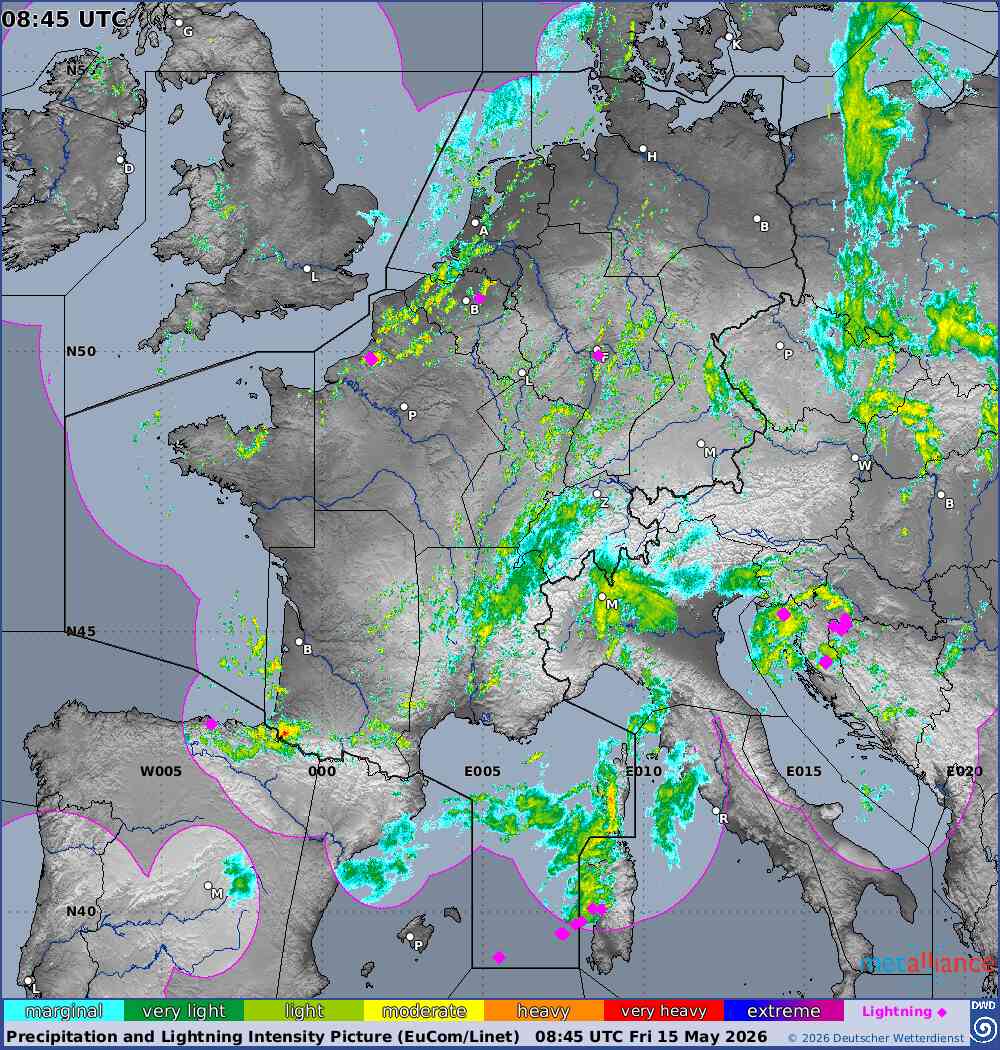 08:45 UTC
G
K
N55
D
H
A
B
L
B
N50
F
P
L
P
M
W
Z
B
M
N45
B
W005
000
E005
E010
E015
E020
R
M
N40
P
L
metalliance
marginal very light light moderate heavy very heavy extreme Lightning
DWD
Precipitation and Lightning Intensity Picture (EuCom/Linet) 08:45 UTC Fri 15 May 2026 © 2026 Deutscher Wetterdienst